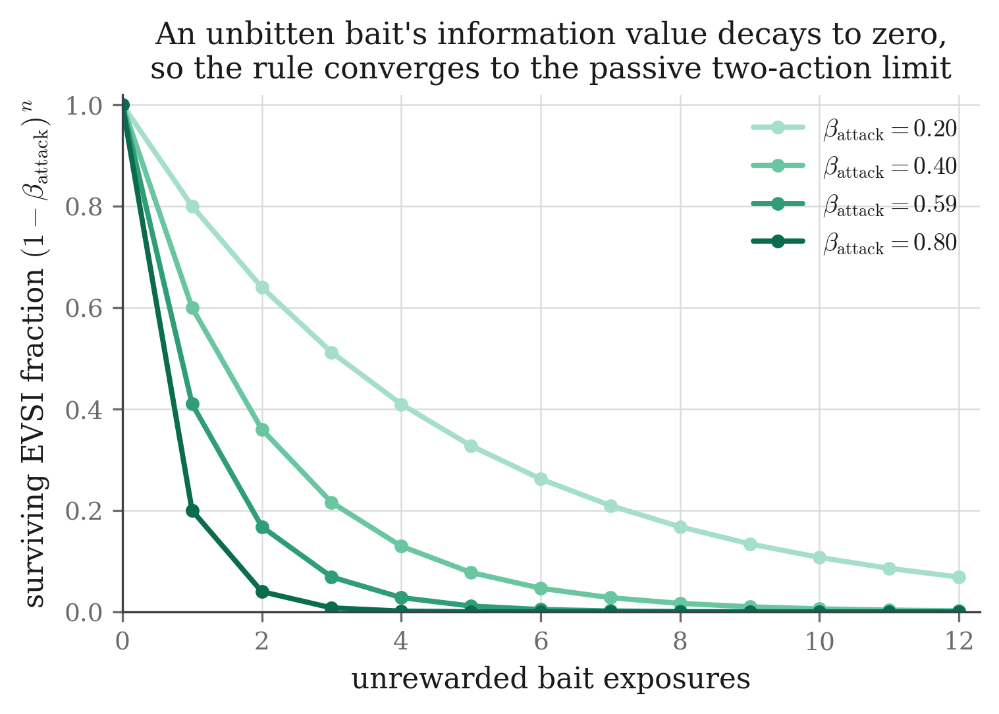 An unbitten bait's information value decays to zero,
so the rule converges to the passive two-action limit
surviving EVSI fraction (1 − β_attack)^n
1.0
0.8
0.6
0.4
0.2
0.0
β_attack = 0.20
β_attack = 0.40
β_attack = 0.59
β_attack = 0.80
0 2 4 6 8 10 12
unrewarded bait exposures